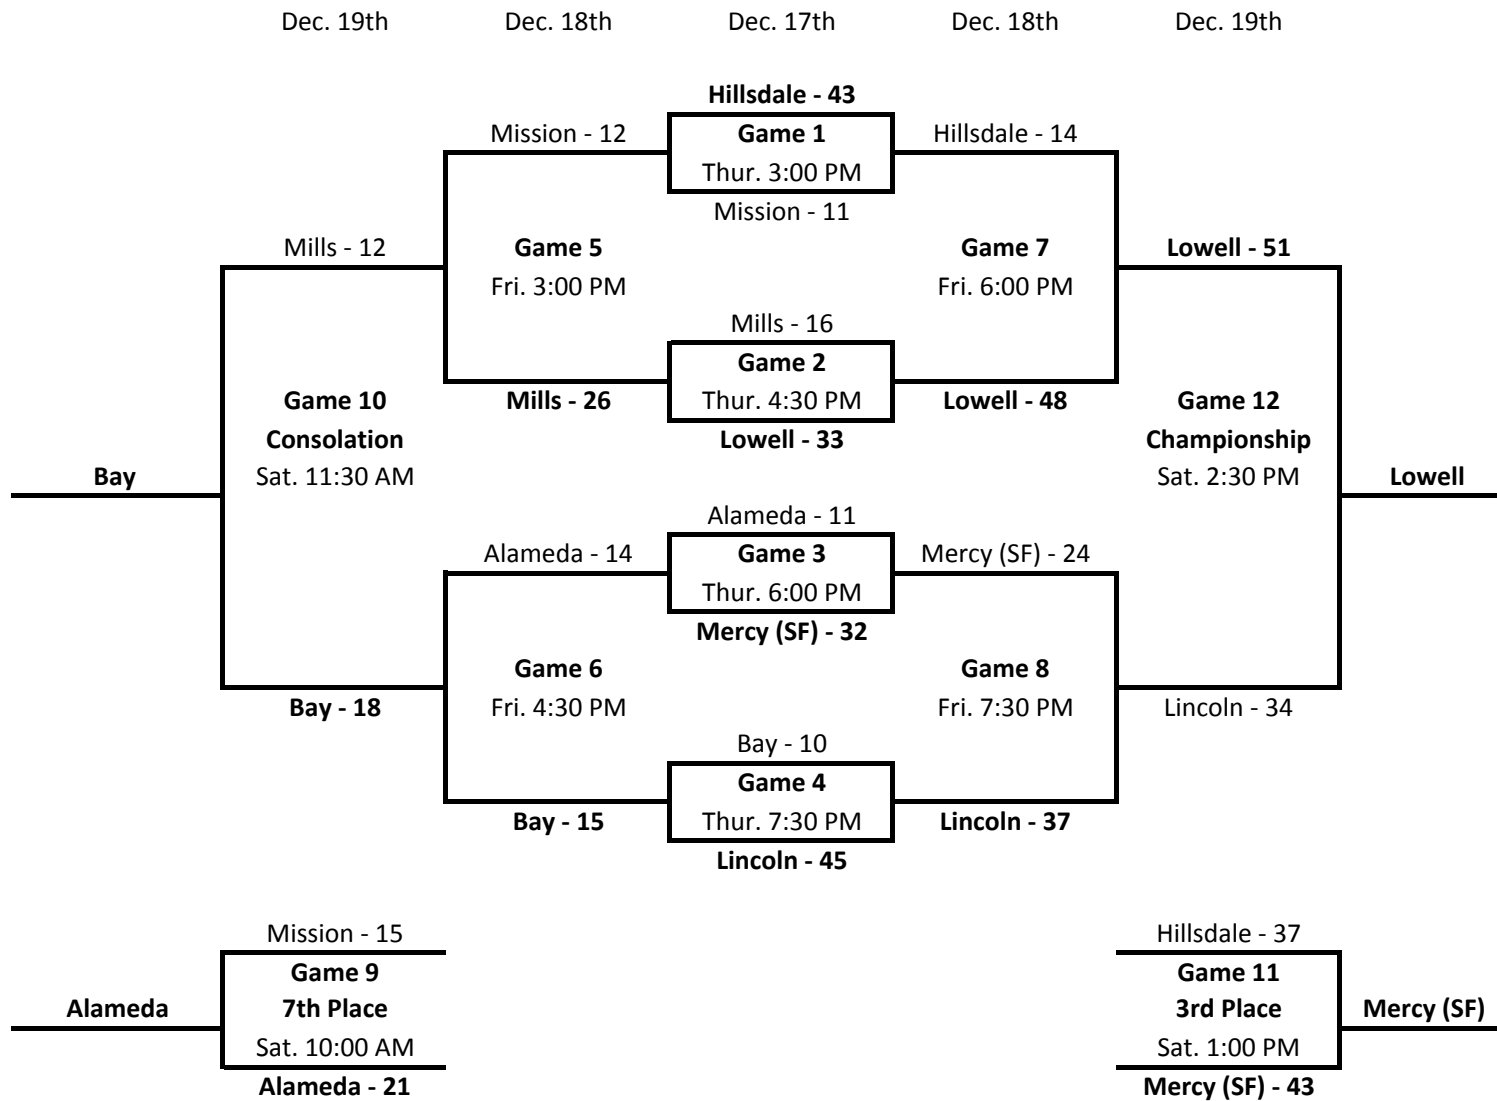 Dec. 19th Dec. 18th Dec. 17th Dec. 18th Dec. 19th
Hillsdale - 43
Mission - 12 Game 1 Hillsdale - 14
Thur. 3:00 PM
Mission - 11
Mills - 12 Game 5 Game 7 Lowell - 51
Fri. 3:00 PM Fri. 6:00 PM
Mills - 16
Game 2
Game 10 Mills - 26 Thur. 4:30 PM Lowell - 48 Game 12
Consolation Lowell - 33 Championship
Bay Sat. 11:30 AM Sat. 2:30 PM Lowell
Alameda - 11
Alameda - 14 Game 3 Mercy (SF) - 24
Thur. 6:00 PM
Mercy (SF) - 32
Game 6 Game 8
Bay - 18 Fri. 4:30 PM Fri. 7:30 PM Lincoln - 34
Bay - 10
Game 4
Bay - 15 Thur. 7:30 PM Lincoln - 37
Lincoln - 45
Mission - 15 Hillsdale - 37
Game 9 Game 11
Alameda 7th Place 3rd Place Mercy (SF)
Sat. 10:00 AM Sat. 1:00 PM
Alameda - 21 Mercy (SF) - 43